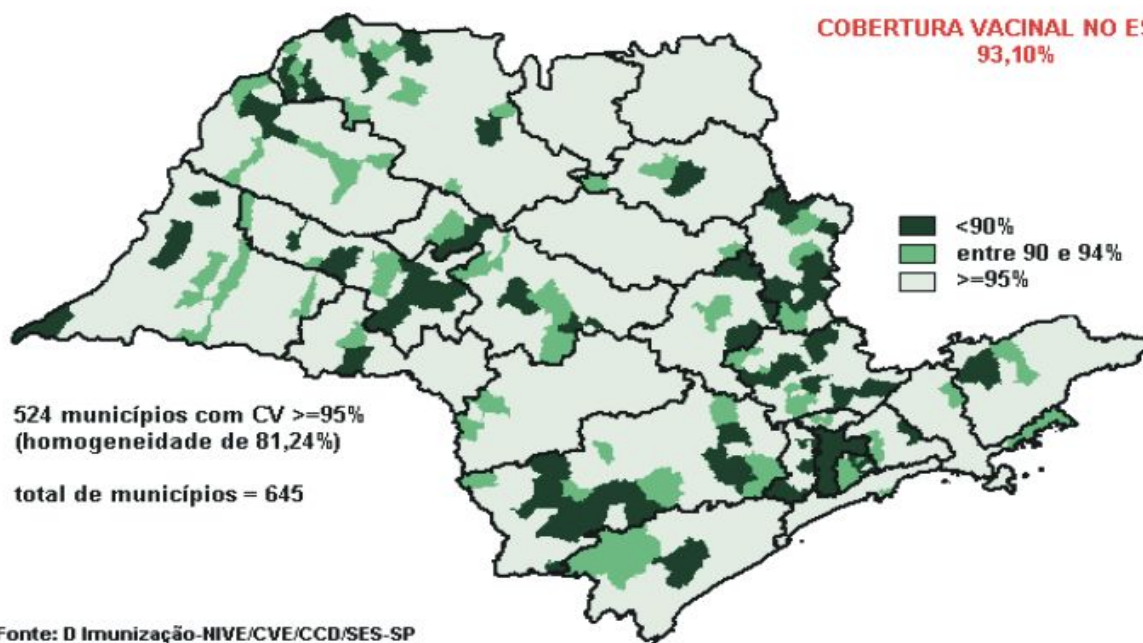 COBERTURA VACINAL NO ES
93,10%
<90%
entre 90 e 94%
>=95%
524 municípios com CV >=95%
(homogeneidade de 81,24%)
total de municípios = 645
Fonte: D Imunização-NIVE/CVE/CCD/SES-SP